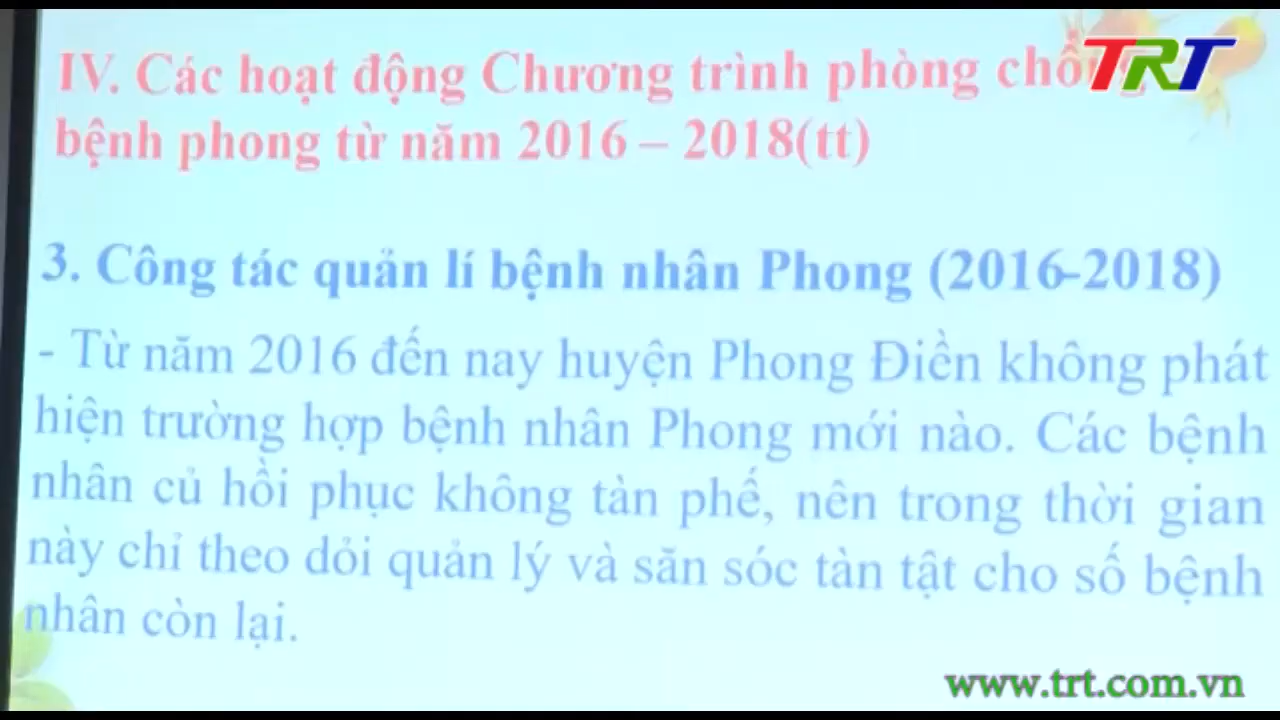 IV. Các hoạt động Chương trình phòng chống
TRT
bệnh phong từ năm 2016 – 2018(tt)
3. Công tác quản lí bệnh nhân Phong (2016-2018)
- Từ năm 2016 đến nay huyện Phong Điền không phát
hiện trường hợp bệnh nhân Phong mới nào. Các bệnh
nhân củ hồi phục không tàn phế, nên trong thời gian
này chỉ theo dỏi quản lý và săn sóc tàn tật cho số bệnh
nhân còn lại.
www.trt.com.vn